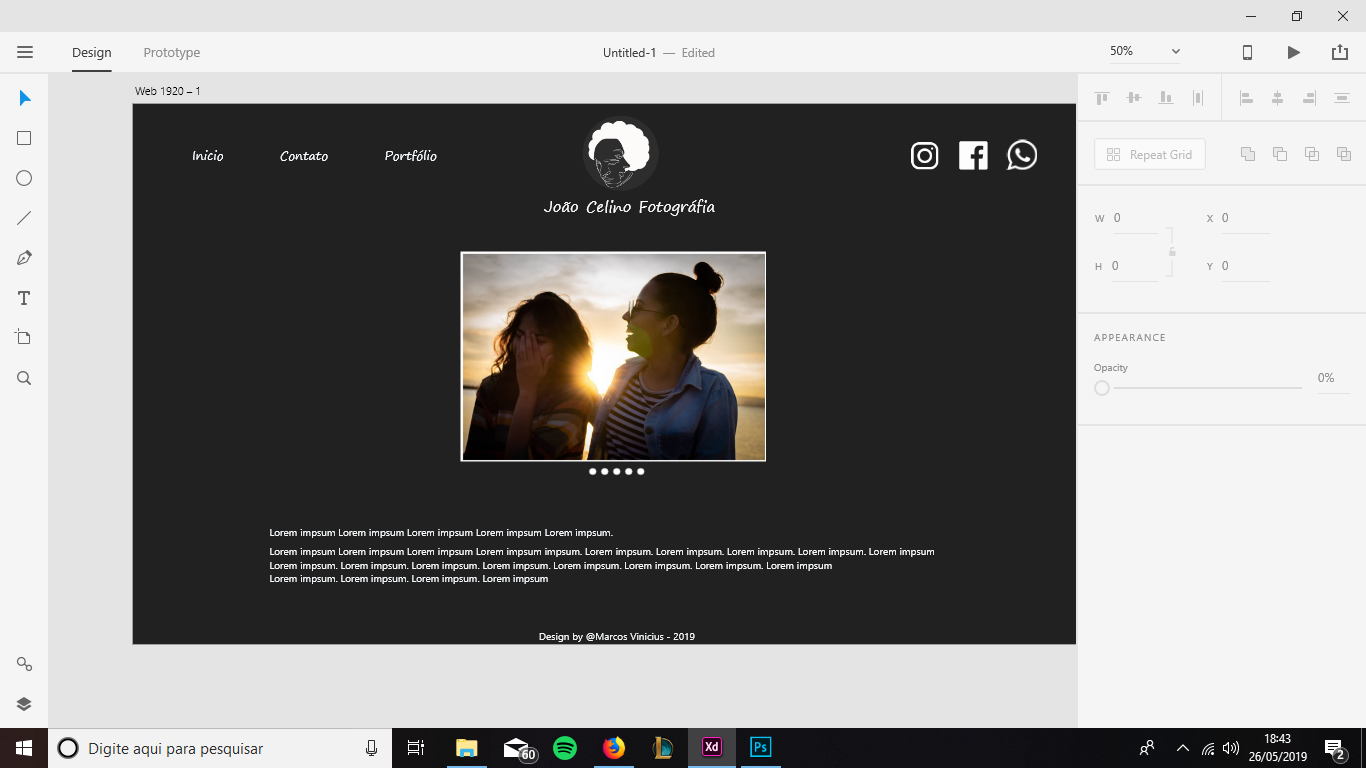 Design
Prototype
Untitled-1 — Edited
50%
Web 1920 – 1
Inicio
Contato
Portfólio
João Celino Fotográfia
Repeat Grid
W 0
X 0
H 0
Y 0
APPEARANCE
Opacity
0%
Lorem impsum Lorem impsum Lorem impsum Lorem impsum Lorem impsum.
Lorem impsum Lorem impsum Lorem impsum Lorem impsum impsum. Lorem impsum. Lorem impsum. Lorem impsum. Lorem impsum. Lorem impsum
Lorem impsum. Lorem impsum. Lorem impsum. Lorem impsum. Lorem impsum. Lorem impsum. Lorem impsum. Lorem impsum
Lorem impsum. Lorem impsum. Lorem impsum. Lorem impsum
Design by @Marcos Vinicius - 2019
Digite aqui para pesquisar
60
Xd
Ps
18:43
26/05/2019
2